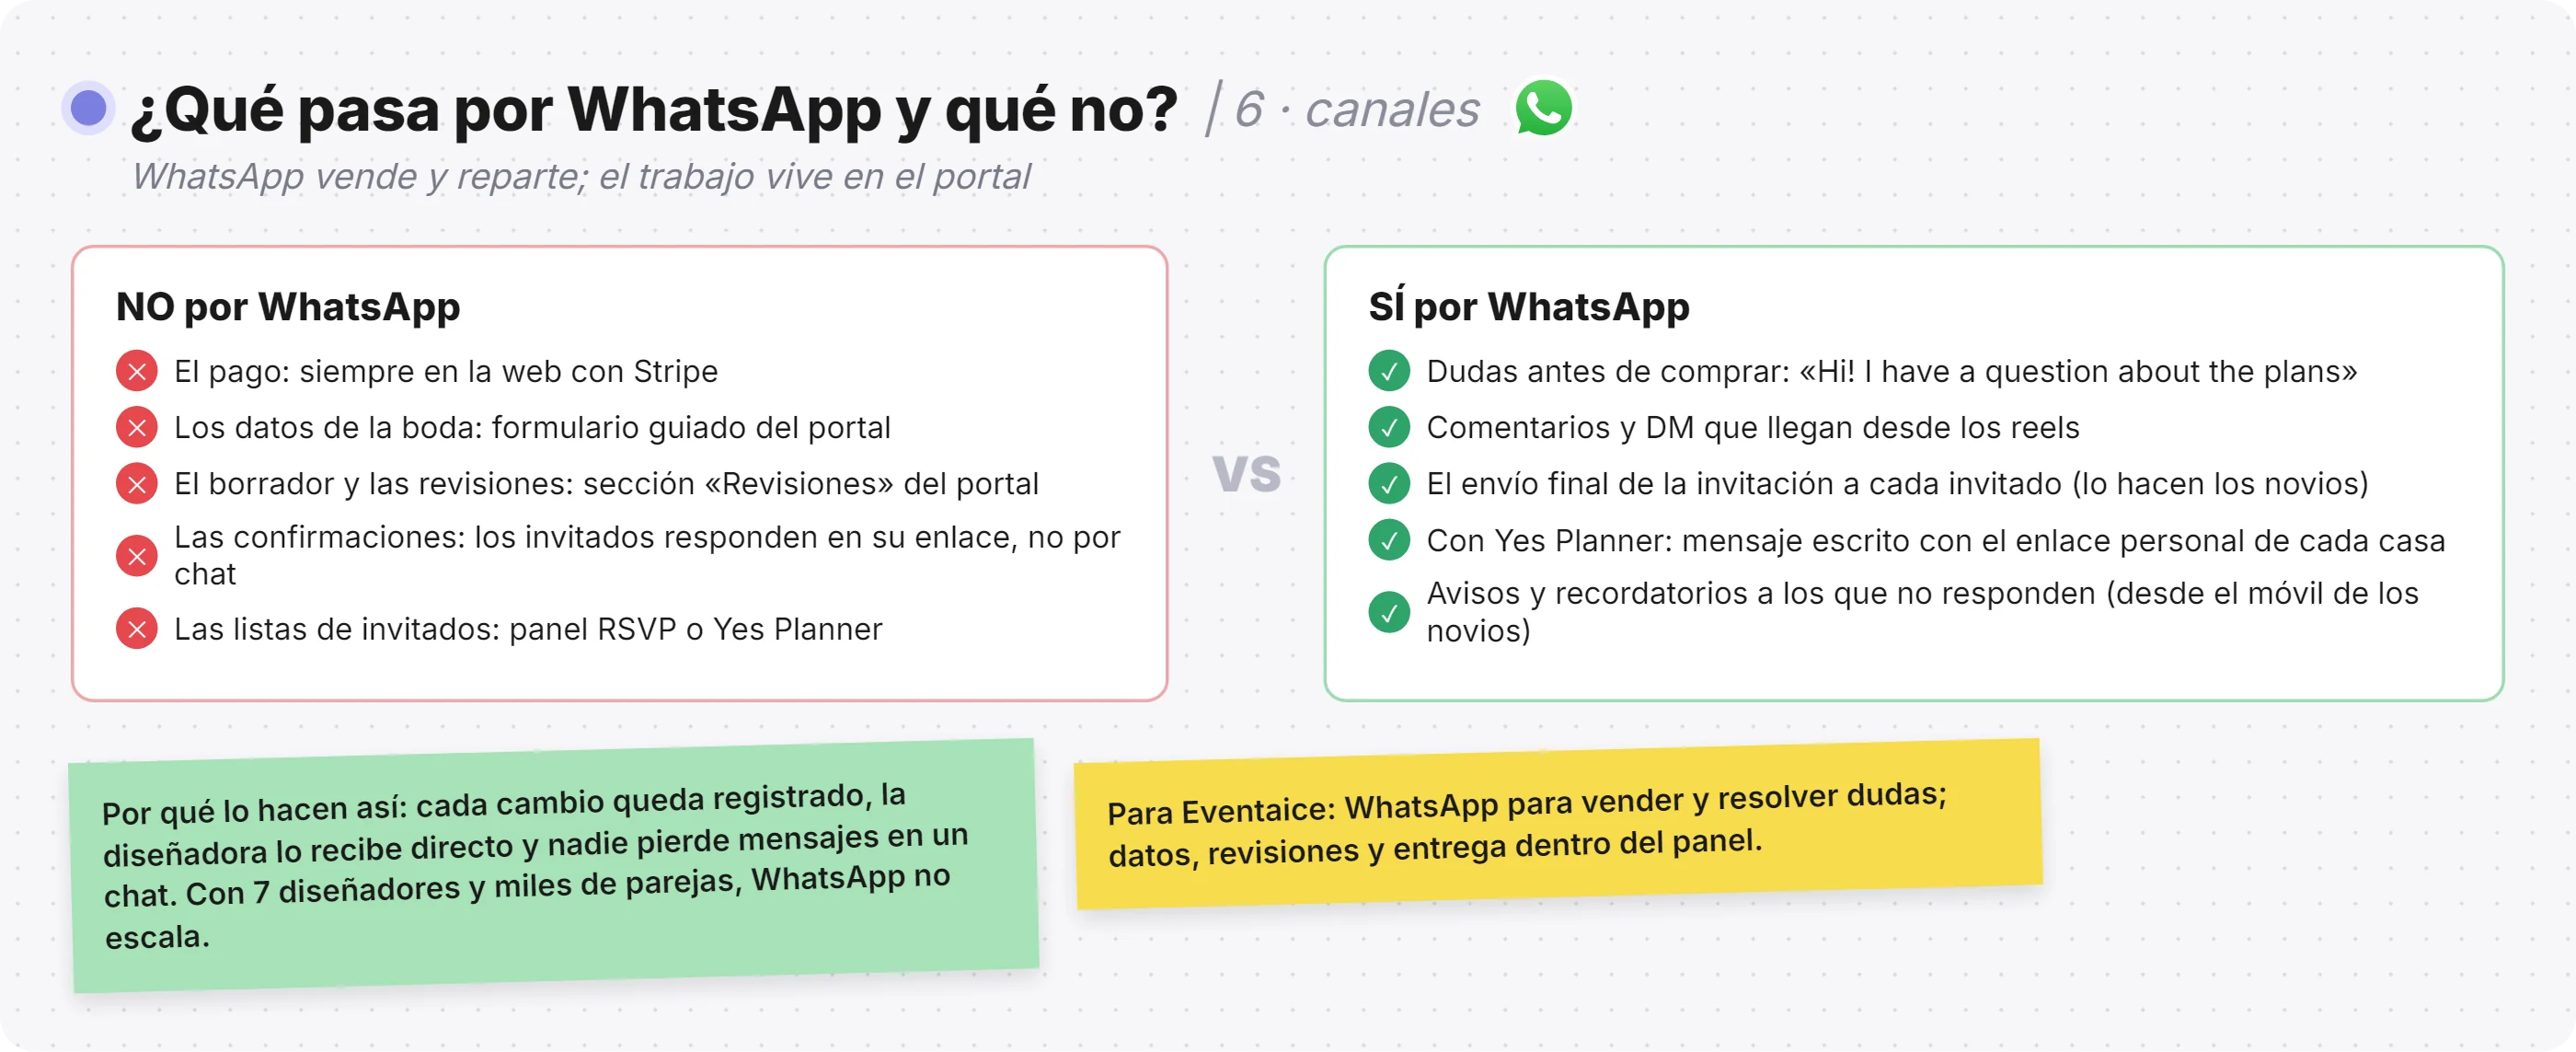 ¿Qué pasa por WhatsApp y qué no? | 6 · canales
WhatsApp vende y reparte; el trabajo vive en el portal
NO por WhatsApp
El pago: siempre en la web con Stripe
Los datos de la boda: formulario guiado del portal
El borrador y las revisiones: sección «Revisiones» del portal
Las confirmaciones: los invitados responden en su enlace, no por
chat
Las listas de invitados: panel RSVP o Yes Planner
vs
SÍ por WhatsApp
Dudas antes de comprar: «Hi! I have a question about the plans»
Comentarios y DM que llegan desde los reels
El envío final de la invitación a cada invitado (lo hacen los novios)
Con Yes Planner: mensaje escrito con el enlace personal de cada casa
Avisos y recordatorios a los que no responden (desde el móvil de los
novios)
Por qué lo hacen así: cada cambio queda registrado, la
diseñadora lo recibe directo y nadie pierde mensajes en un
chat. Con 7 diseñadores y miles de parejas, WhatsApp no
escala.
Para Eventaice: WhatsApp para vender y resolver dudas;
datos, revisiones y entrega dentro del panel.